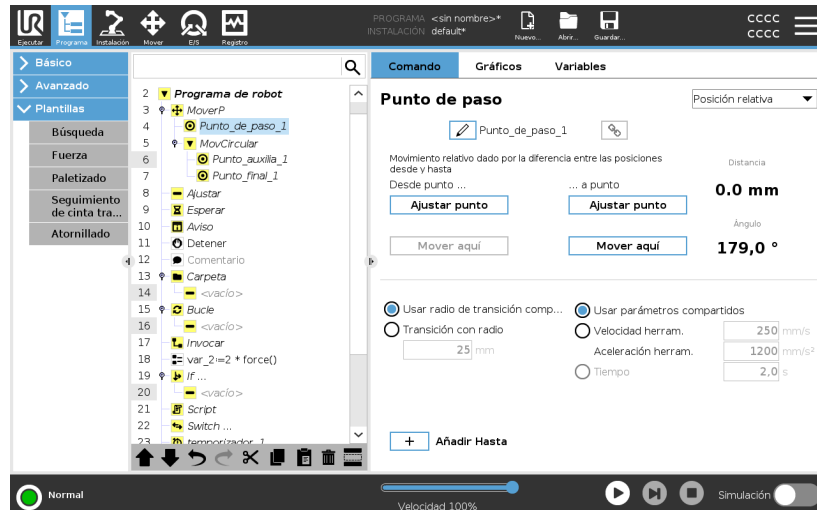 PROGRAMA <sin nombre>*
INSTALACIÓN default*
Ejecutar Programa Instalación Mover E/S Registro Nuevo... Abrir... Guardar...
cccc
cccc
Básico
Avanzado
Plantillas
Búsqueda
Fuerza
Paletizado
Seguimiento
de cinta tra...
Atornillado
2 Programa de robot
3 MoverP
4 Punto_de_paso_1
5 MovCircular
6 Punto_auxilia_1
7 Punto_final_1
8 Ajustar
9 Esperar
10 Aviso
11 Detener
12 Comentario
13 Carpeta
14 <vacío>
15 Bucle
16 <vacío>
17 Invocar
18 var_2:=2 * force()
19 If ...
20 <vacío>
21 Script
22 Switch ...
23 temporizador_1
Comando Gráficos Variables
Punto de paso
Posición relativa
Punto_de_paso_1
Movimiento relativo dado por la diferencia entre las posiciones
desde y hasta
Desde punto ... ... a punto
Ajustar punto Ajustar punto
Mover aquí Mover aquí
Distancia
0.0 mm
Ángulo
179,0 °
Usar radio de transición comp...
Transición con radio
25 mm
Usar parámetros compartidos
Velocidad herram. 250 mm/s
Aceleración herram. 1200 mm/s²
Tiempo 2,0 s
+ Añadir Hasta
Normal
Velocidad 100%
Simulación